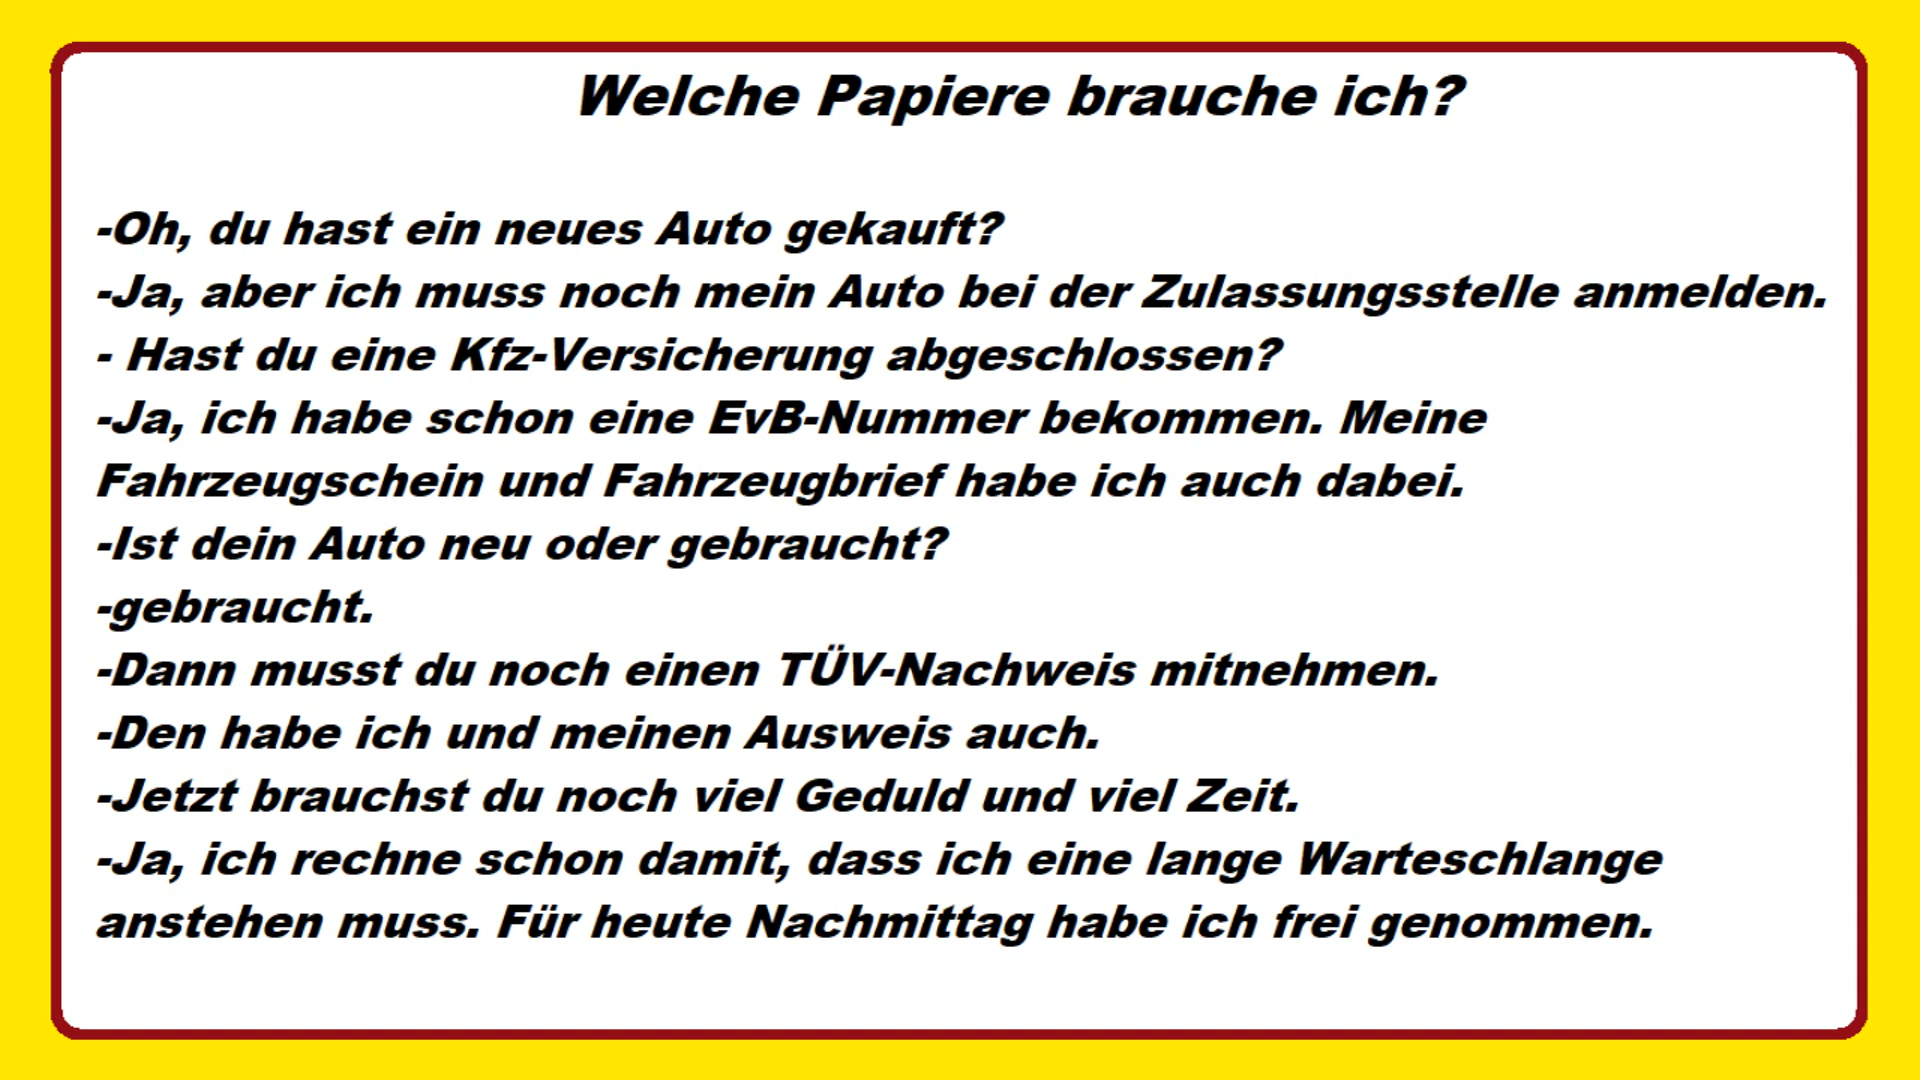 Welche Papiere brauche ich?
-Oh, du hast ein neues Auto gekauft?
-Ja, aber ich muss noch mein Auto bei der Zulassungsstelle anmelden.
- Hast du eine Kfz-Versicherung abgeschlossen?
-Ja, ich habe schon eine EvB-Nummer bekommen. Meine
Fahrzeugschein und Fahrzeugbrief habe ich auch dabei.
-Ist dein Auto neu oder gebraucht?
-gebraucht.
-Dann musst du noch einen TÜV-Nachweis mitnehmen.
-Den habe ich und meinen Ausweis auch.
-Jetzt brauchst du noch viel Geduld und viel Zeit.
-Ja, ich rechne schon damit, dass ich eine lange Warteschlange
anstehen muss. Für heute Nachmittag habe ich frei genommen.